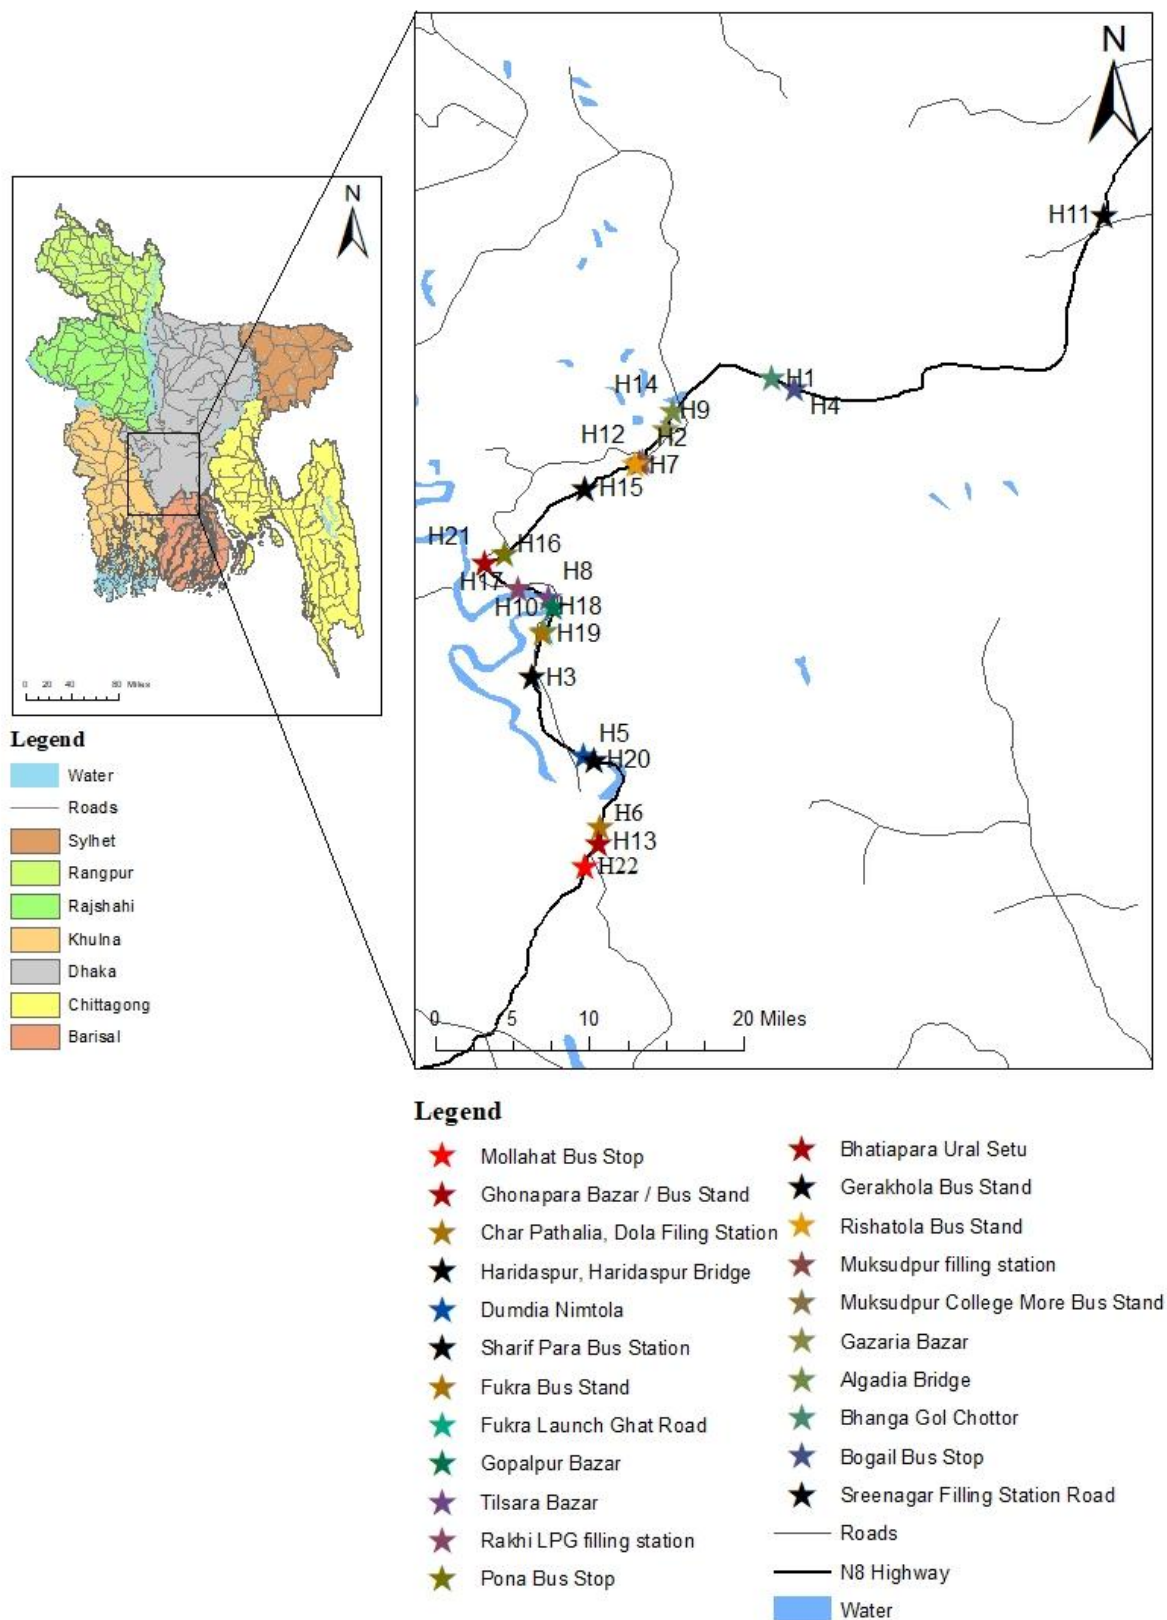 N
H11
H14
H1
H9
H4
H12
H2
H7
H15
H21
H16
H17
H8
H10
H18
H19
H3
H5
H20
H6
H13
H22
0 5 10 20 Miles
N
0 20 40 80 Miles
Legend
Water
Roads
Sylhet
Rangpur
Rajshahi
Khulna
Dhaka
Chittagong
Barisal
Legend
Mollahat Bus Stop
Ghonapara Bazar / Bus Stand
Char Pathalia, Dola Filing Station
Haridaspur, Haridaspur Bridge
Dumdia Nimtola
Sharif Para Bus Station
Fukra Bus Stand
Fukra Launch Ghat Road
Gopalpur Bazar
Tilsara Bazar
Rakhi LPG filling station
Pona Bus Stop
Bhatiapara Ural Setu
Gerakhola Bus Stand
Rishatola Bus Stand
Muksudpur filling station
Muksudpur College More Bus Stand
Gazaria Bazar
Algadia Bridge
Bhanga Gol Chottor
Bogail Bus Stop
Sreenagar Filling Station Road
Roads
N8 Highway
Water